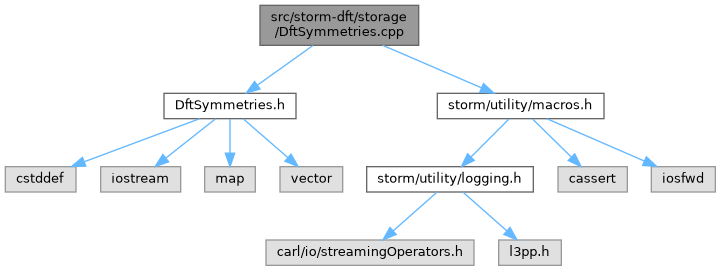 src/storm-dft/storage
/DftSymmetries.cpp
DftSymmetries.h
storm/utility/macros.h
cstddef
iostream
map
vector
storm/utility/logging.h
cassert
iosfwd
carl/io/streamingOperators.h
l3pp.h